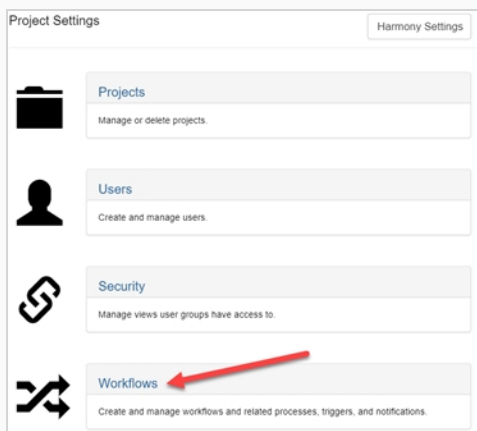 Project Settings
Harmony Settings
Projects
Manage or delete projects.
Users
Create and manage users.
Security
Manage views user groups have access to.
Workflows
Create and manage workflows and related processes, triggers, and notifications.